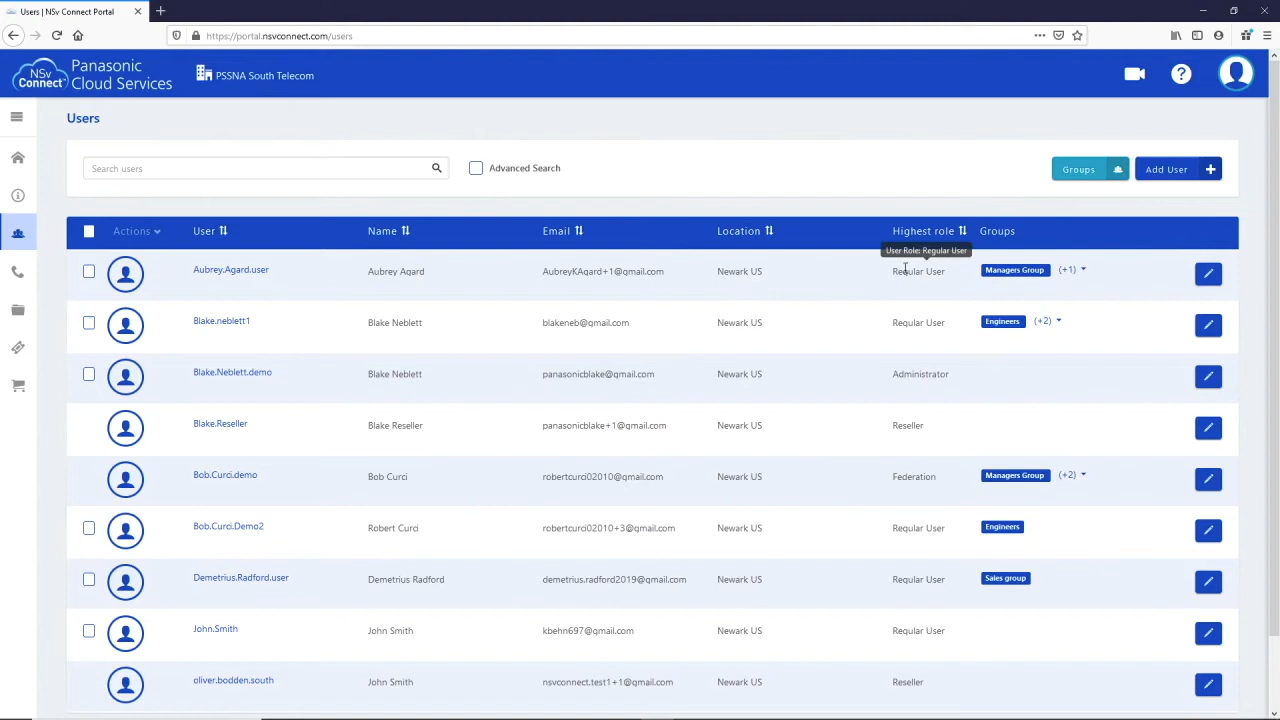 Users | NSv Connect Portal
https://portal.nsvconnect.com/users
NSv Connect
Panasonic Cloud Services
PSSNA South Telecom
Users
Search users
Advanced Search
Groups
Add User
Actions User Name Email Location Highest role Groups
User Role: Regular User
Aubrey.Agard.user Aubrey Agard AubreyKAgard+1@gmail.com Newark US Regular User Managers Group (+1)
Blake.neblett1 Blake Neblett blakeneb@gmail.com Newark US Regular User Engineers (+2)
Blake.Neblett.demo Blake Neblett panasonicblake@gmail.com Newark US Administrator
Blake.Reseller Blake Reseller panasonicblake+1@gmail.com Newark US Reseller
Bob.Curci.demo Bob Curci robertcurci02010@gmail.com Newark US Federation Managers Group (+2)
Bob.Curci.Demo2 Robert Curci robertcurci02010+3@gmail.com Newark US Regular User Engineers
Demetrius.Radford.user Demetrius Radford demetrius.radford2019@gmail.com Newark US Regular User Sales group
John.Smith John Smith kbehn697@gmail.com Newark US Regular User
oliver.bodden.south John Smith nsvconnect.test1+1@gmail.com Newark US Reseller